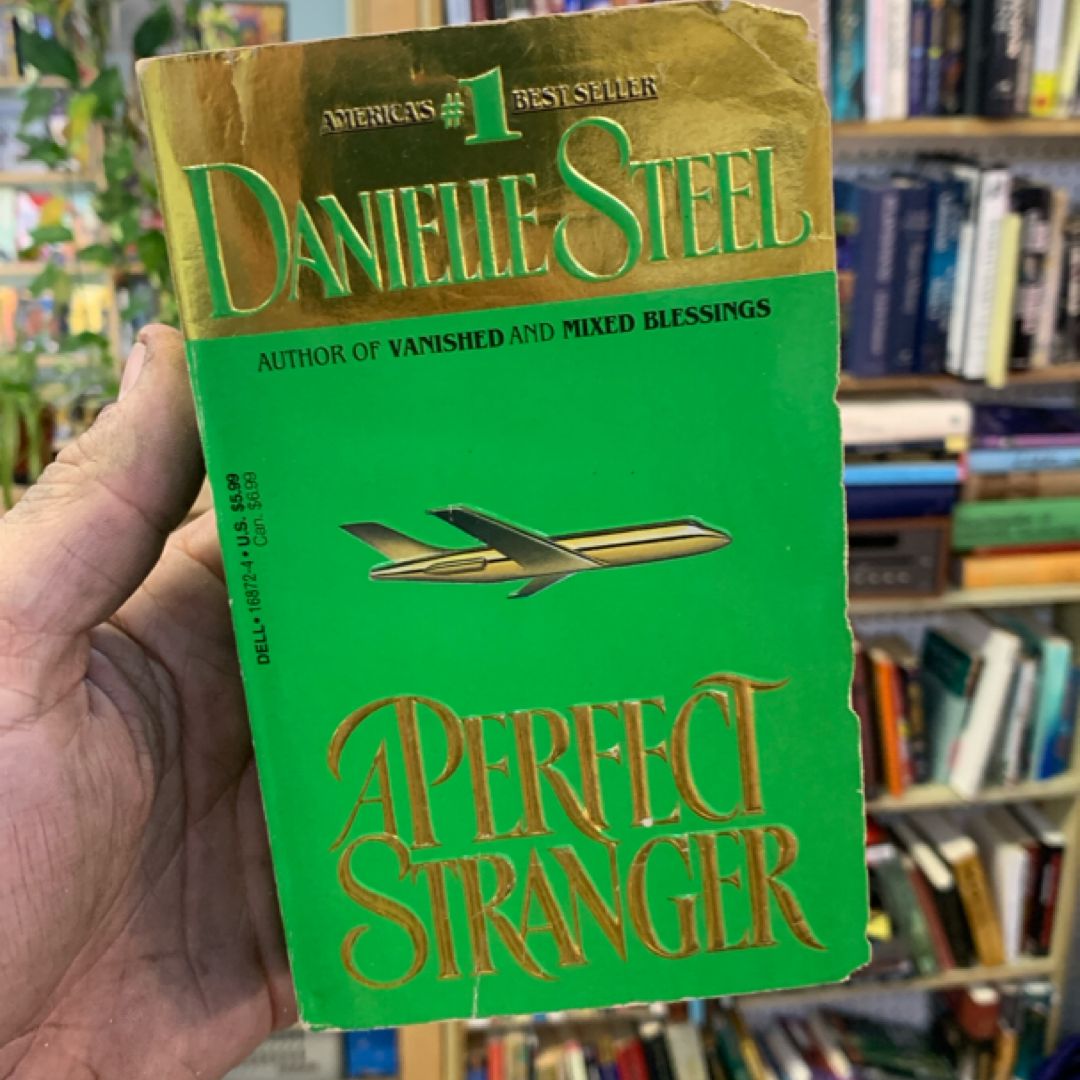 AMERICA'S #1 BEST SELLER
DANIELLE STEEL
AUTHOR OF VANISHED AND MIXED BLESSINGS
DELL • 16872-4 • U.S. $5.99
Can. $6.99
A PERFECT
STRANGER